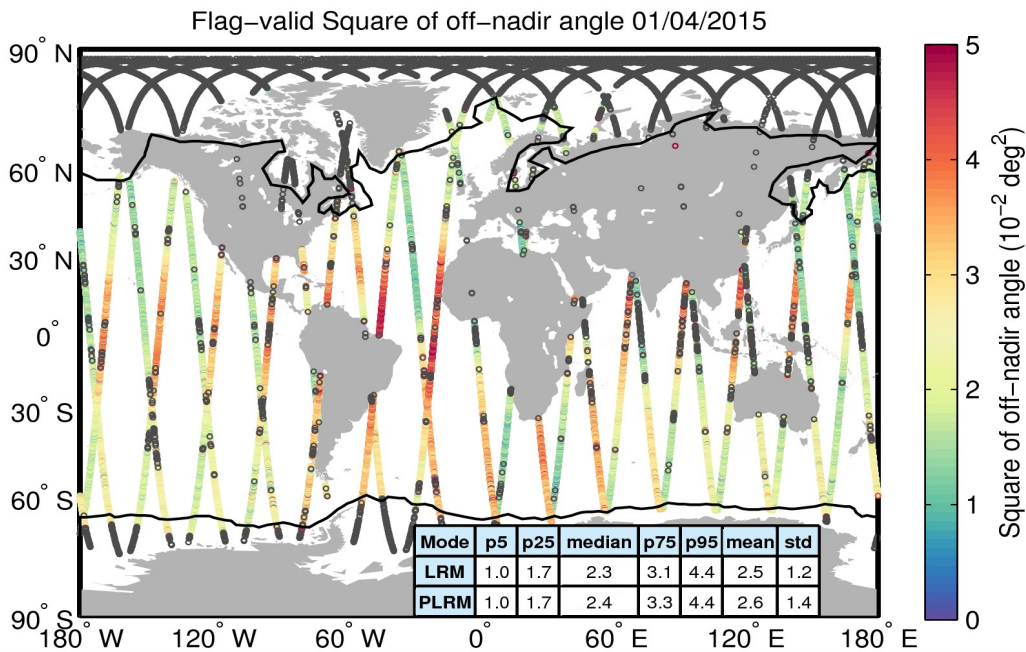 Flag−valid Square of off−nadir angle 01/04/2015
90° N
60° N
30° N
0°
30° S
60° S
90° S
180° W
120° W
60° W
0°
60° E
120° E
180° E
Mode p5 p25 median p75 p95 mean std
LRM 1.0 1.7 2.3 3.1 4.4 2.5 1.2
PLRM 1.0 1.7 2.4 3.3 4.4 2.6 1.4
5
4
3
2
1
0
Square of off−nadir angle (10⁻² deg²)